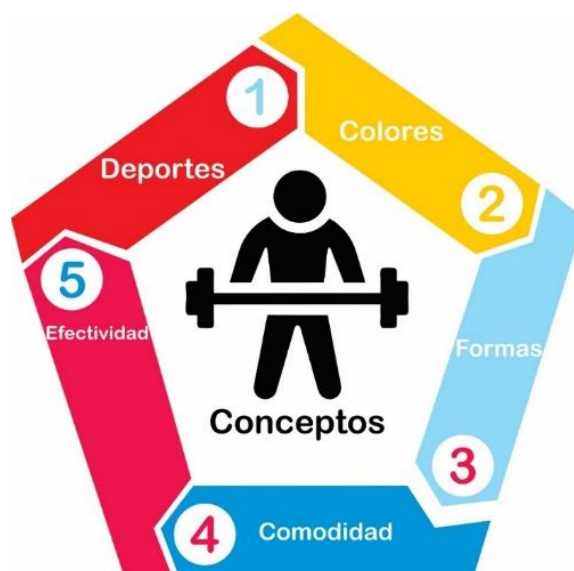 1
Deportes
Colores
2
Formas
3
Comodidad
4
Efectividad
5
Conceptos